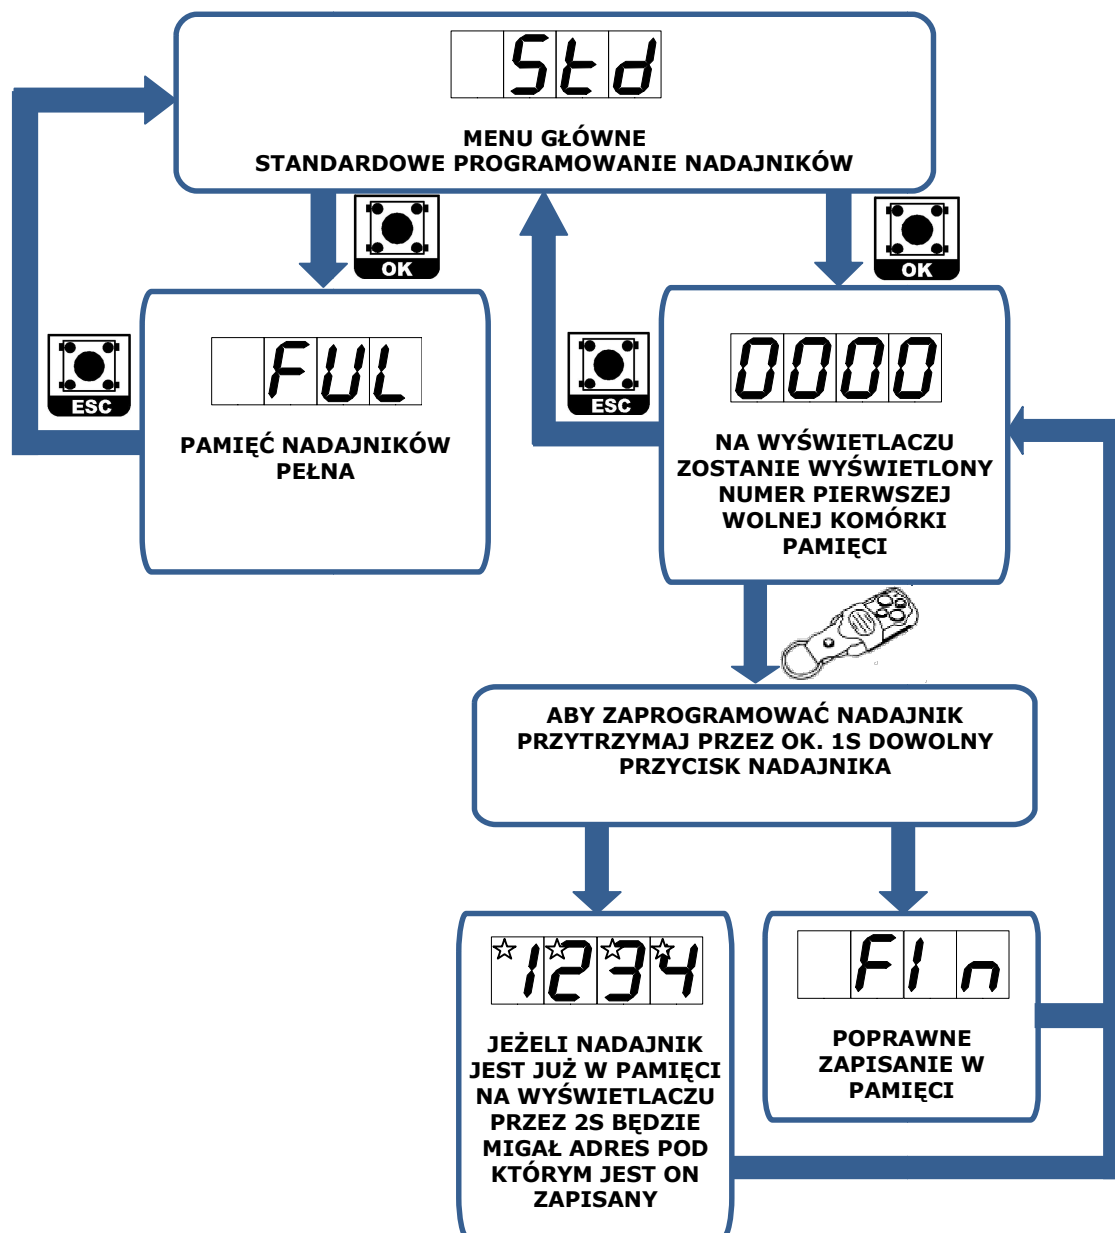 Std
MENU GŁÓWNE
STANDARDOWE PROGRAMOWANIE NADAJNIKÓW
OK
OK
ESC
FUL
PAMIĘĆ NADAJNIKÓW
PEŁNA
ESC
0000
NA WYŚWIETLACZU
ZOSTANIE WYŚWIETLONY
NUMER PIERWSZEJ
WOLNEJ KOMÓRKI
PAMIĘCI
ABY ZAPROGRAMOWAĆ NADAJNIK
PRZYTRZYMAJ PRZEZ OK. 1S DOWOLNY
PRZYCISK NADAJNIKA
1234
JEŻELI NADAJNIK
JEST JUŻ W PAMIĘCI
NA WYŚWIETLACZU
PRZEZ 2S BĘDZIE
MIGAŁ ADRES POD
KTÓRYM JEST ON
ZAPISANY
FIn
POPRAWNE
ZAPISANIE W
PAMIĘCI